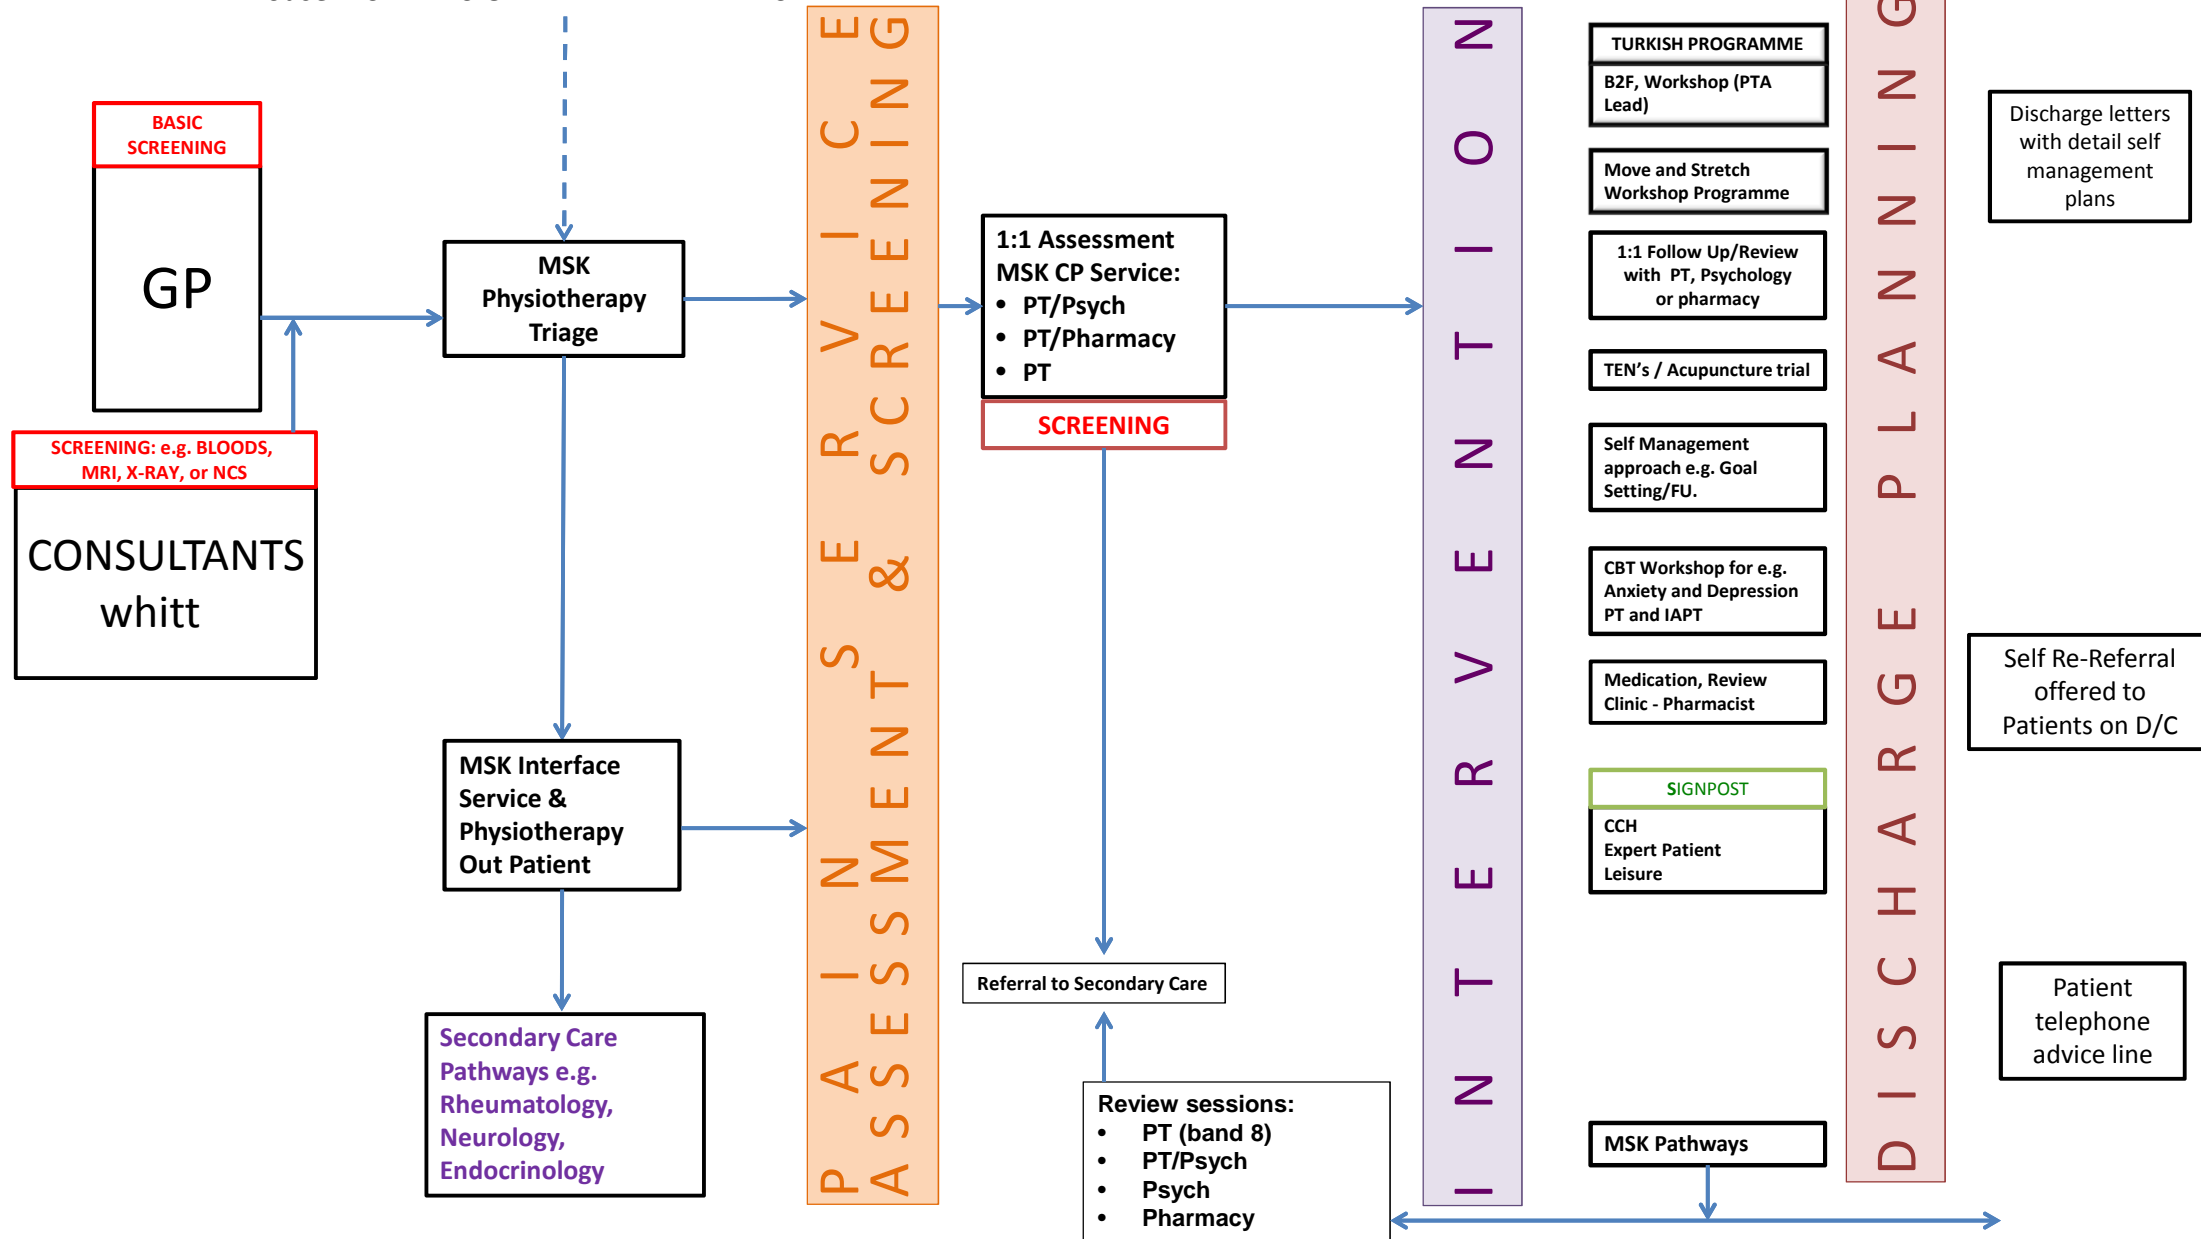 BASIC
SCREENING
GP
SCREENING: e.g. BLOODS,
MRI, X-RAY, or NCS
CONSULTANTS
whitt
MSK
Physiotherapy
Triage
MSK Interface
Service &
Physiotherapy
Out Patient
Secondary Care
Pathways e.g.
Rheumatology,
Neurology,
Endocrinology
PAIN SERVICE
ASSESSMENT & SCREENING
1:1 Assessment
MSK CP Service:
• PT/Psych
• PT/Pharmacy
• PT
SCREENING
Referral to Secondary Care
Review sessions:
• PT (band 8)
• PT/Psych
• Psych
• Pharmacy
INTERVENTION
TURKISH PROGRAMME
B2F, Workshop (PTA
Lead)
Move and Stretch
Workshop Programme
1:1 Follow Up/Review
with PT, Psychology
or pharmacy
TEN's / Acupuncture trial
Self Management
approach e.g. Goal
Setting/FU.
CBT Workshop for e.g.
Anxiety and Depression
PT and IAPT
Medication, Review
Clinic - Pharmacist
SIGNPOST
CCH
Expert Patient
Leisure
MSK Pathways
DISCHARGE PLANNING
Discharge letters
with detail self
management
plans
Self Re-Referral
offered to
Patients on D/C
Patient
telephone
advice line